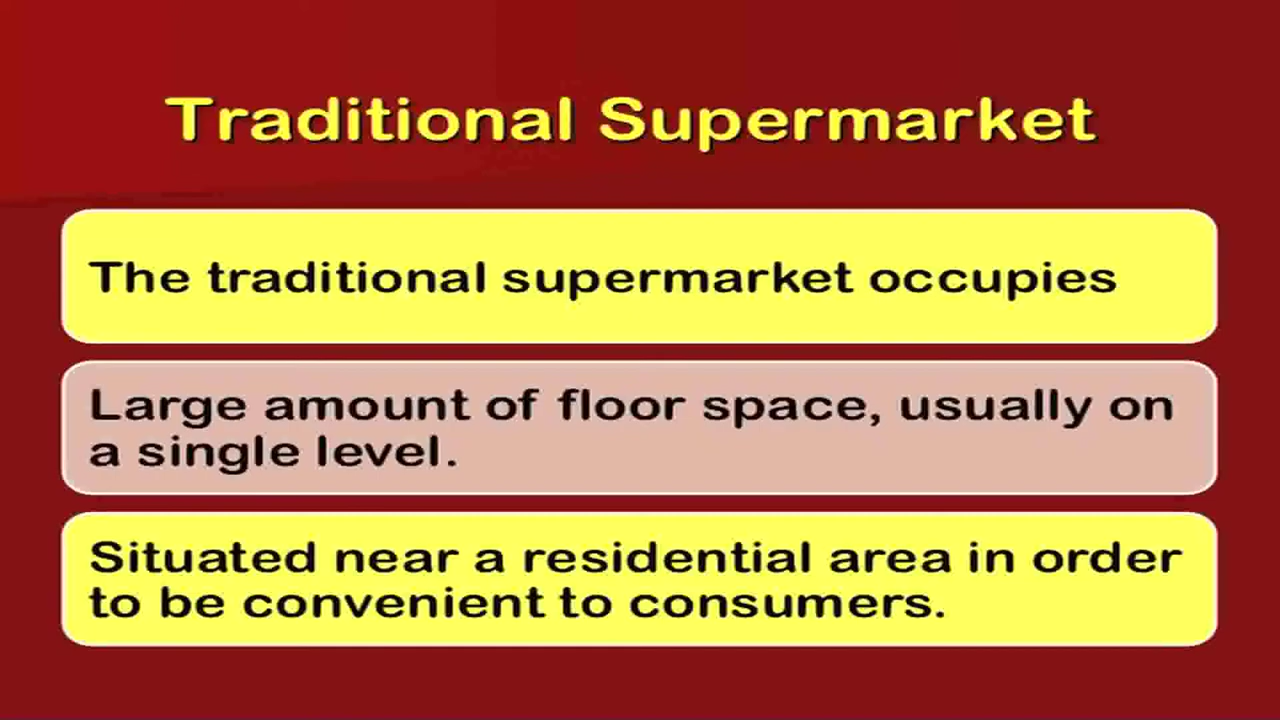 Traditional Supermarket
The traditional supermarket occupies
Large amount of floor space, usually on
a single level.
Situated near a residential area in order
to be convenient to consumers.